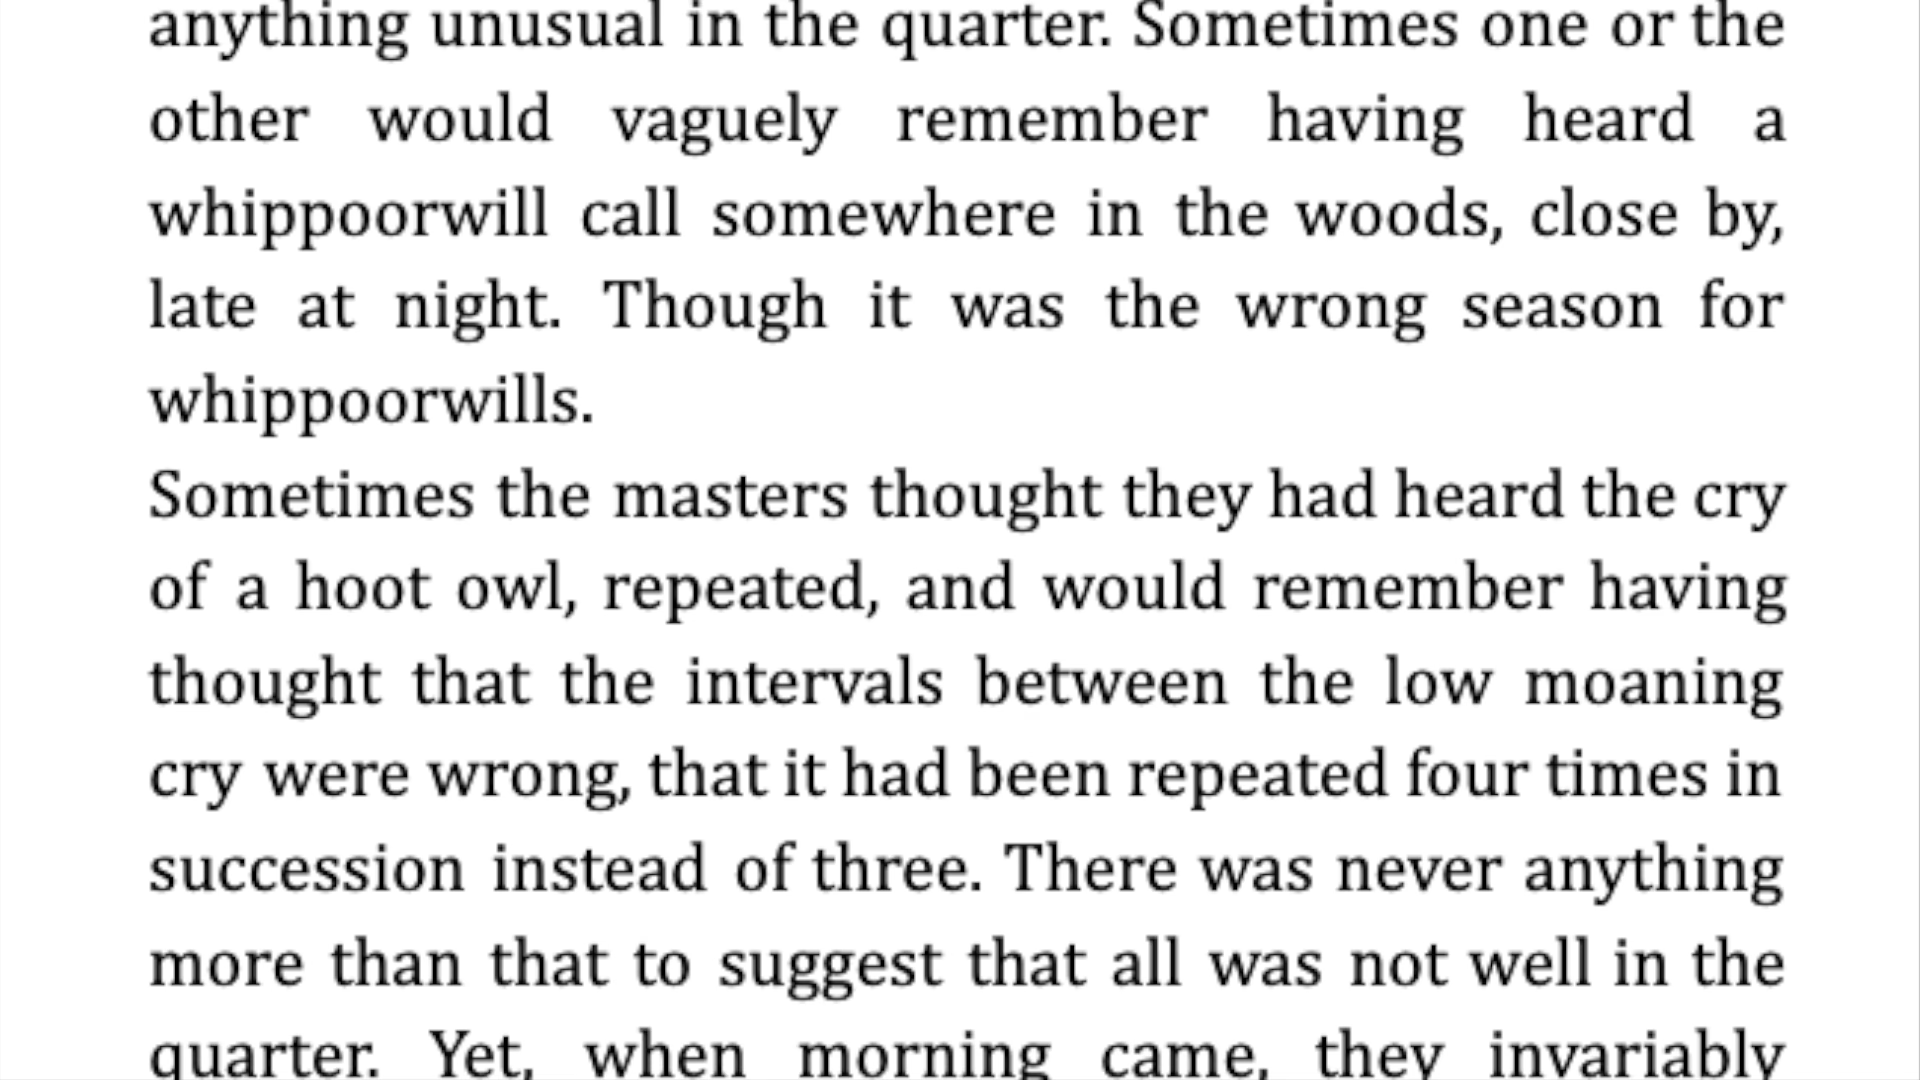 anything unusual in the quarter. Sometimes one or the
other would vaguely remember having heard a
whippoorwill call somewhere in the woods, close by,
late at night. Though it was the wrong season for
whippoorwills.
Sometimes the masters thought they had heard the cry
of a hoot owl, repeated, and would remember having
thought that the intervals between the low moaning
cry were wrong, that it had been repeated four times in
succession instead of three. There was never anything
more than that to suggest that all was not well in the
quarter. Yet, when morning came, they invariably